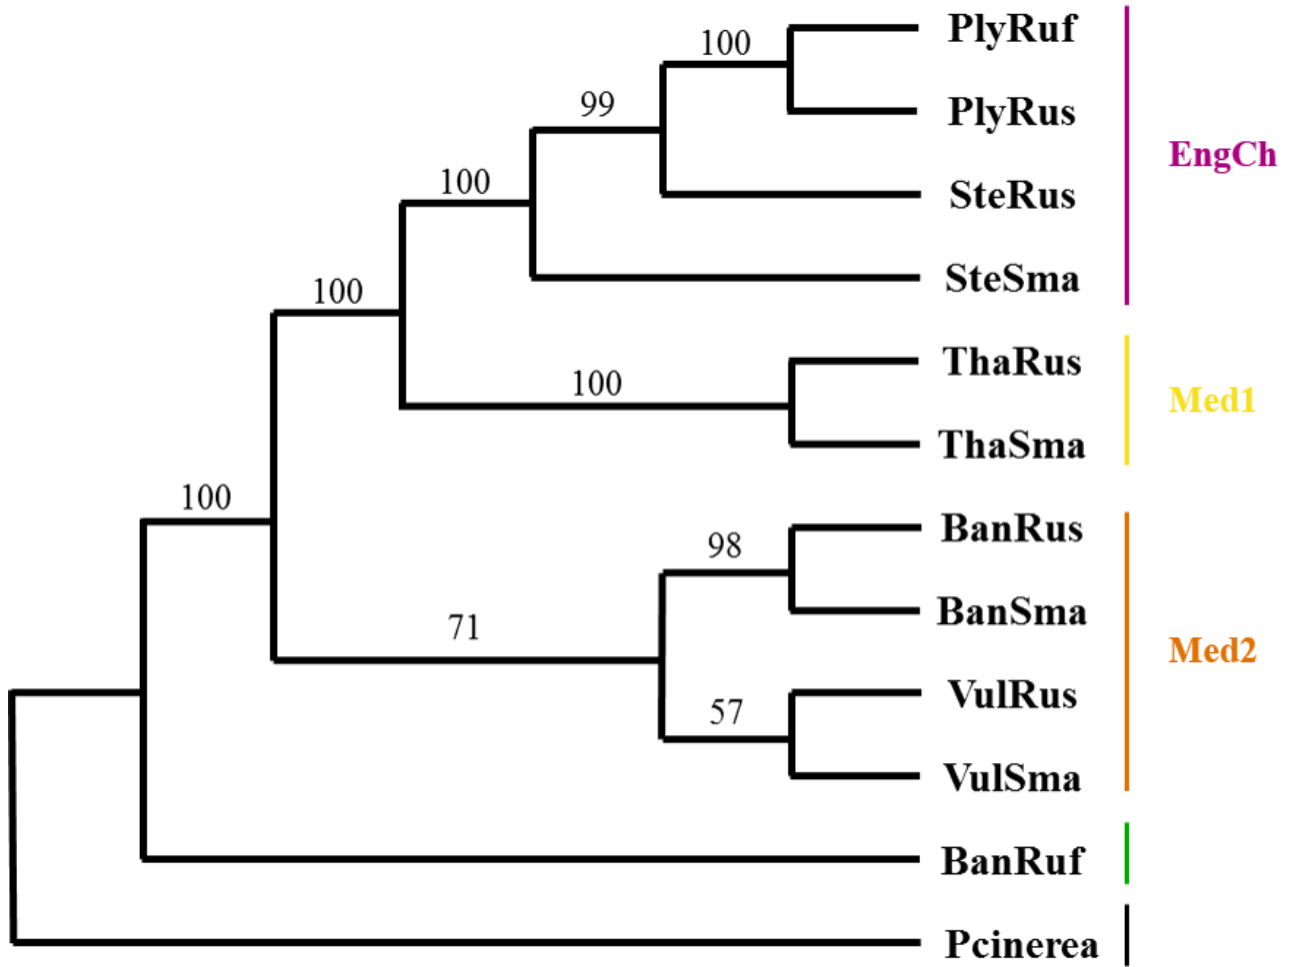 PlyRuf
100
PlyRus
99
EngCh
100
SteRus
SteSma
100
ThaRus
100
Med1
ThaSma
100
BanRus
98
BanSma
71
Med2
VulRus
57
VulSma
BanRuf
Pcinerea